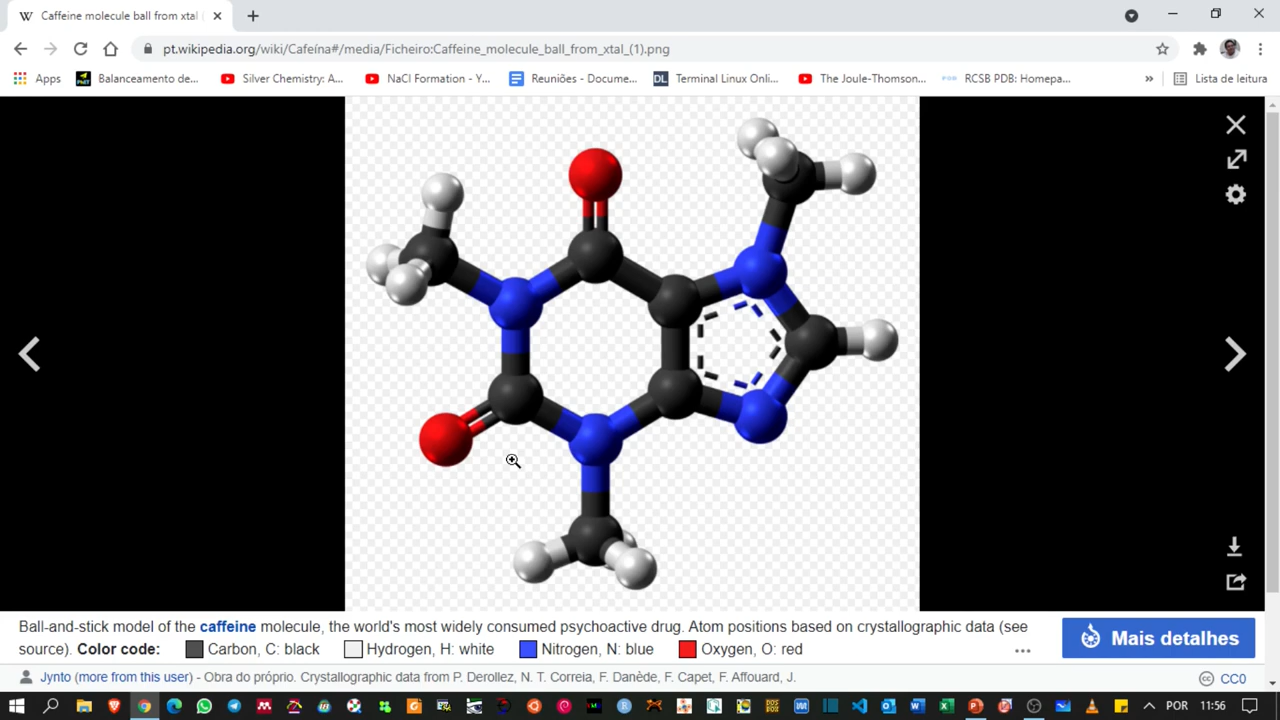 Caffeine molecule ball from xtal (
pt.wikipedia.org/wiki/Cafeína#/media/Ficheiro:Caffeine_molecule_ball_from_xtal_(1).png
Apps Balanceamento de... Silver Chemistry: A... NaCl Formation - Y... Reuniões - Docume... DL Terminal Linux Onli... The Joule-Thomson... RCSB PDB: Homepa... » Lista de leitura
Ball-and-stick model of the caffeine molecule, the world's most widely consumed psychoactive drug. Atom positions based on crystallographic data (see
source). Color code: Carbon, C: black Hydrogen, H: white Nitrogen, N: blue Oxygen, O: red
... Mais detalhes
Jynto (more from this user) - Obra do próprio. Crystallographic data from P. Derollez, N. T. Correia, F. Danède, F. Capet, F. Affouard, J.
CC0
POR 11:56